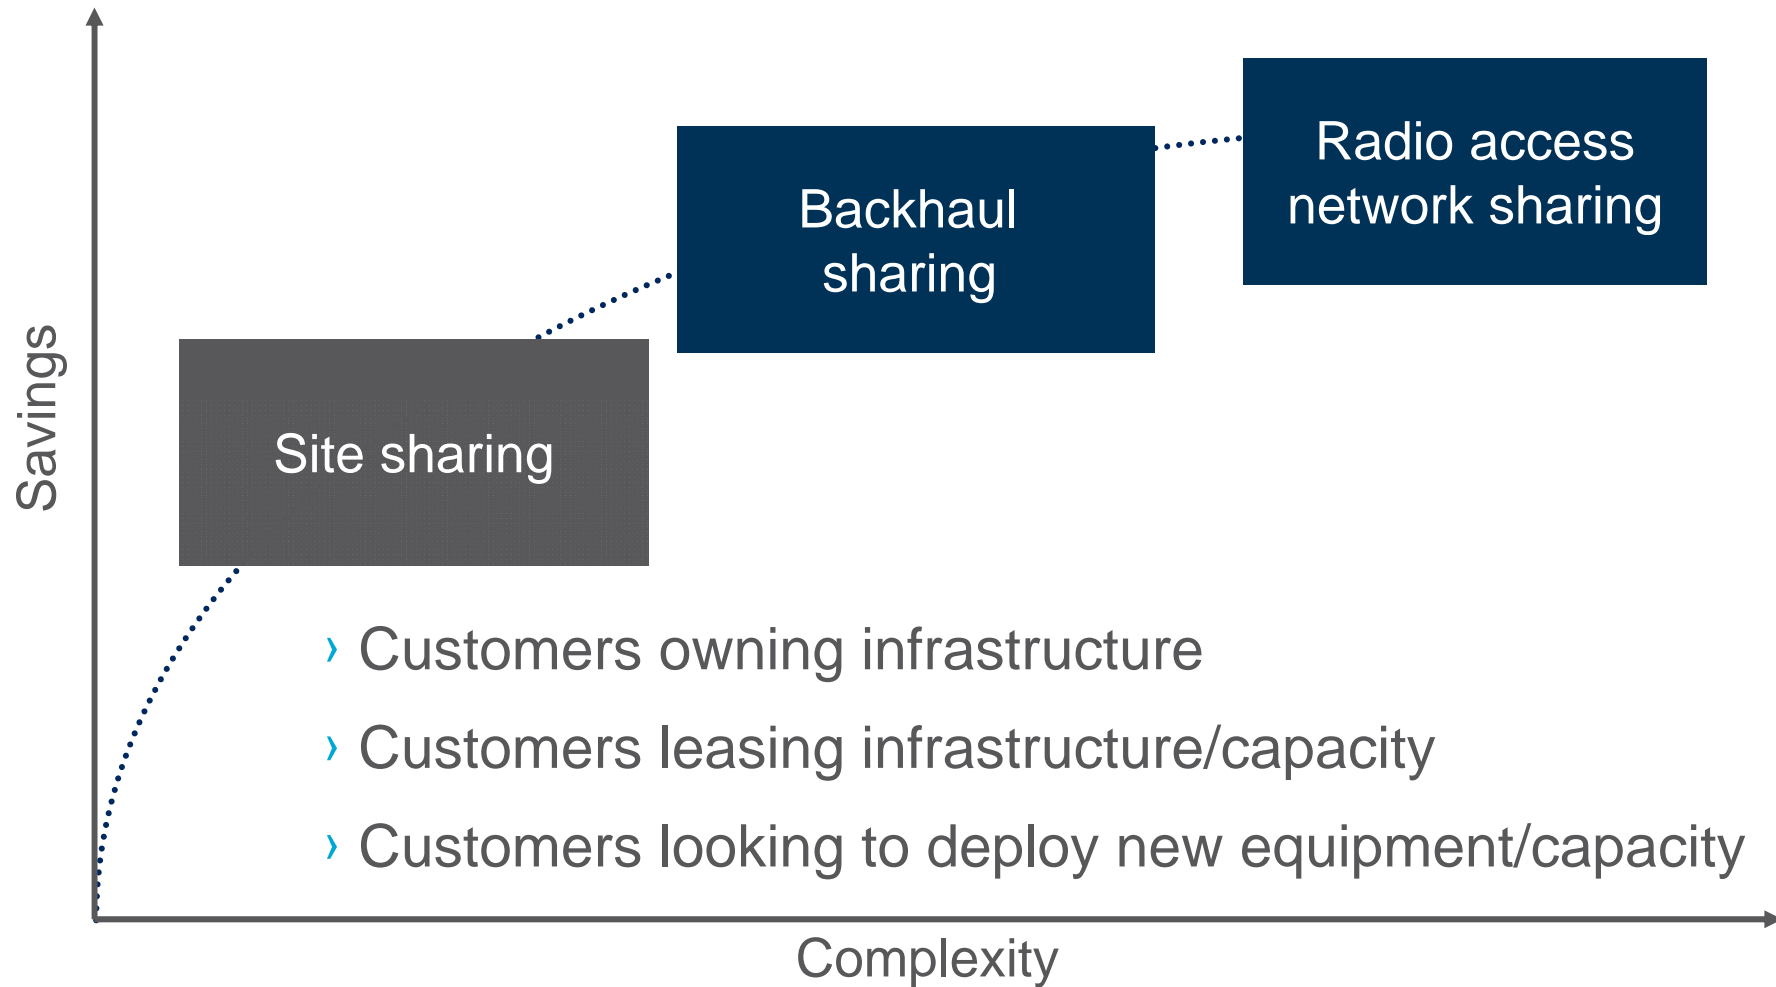 Savings
Radio access
network sharing
Backhaul
sharing
Site sharing
› Customers owning infrastructure
› Customers leasing infrastructure/capacity
› Customers looking to deploy new equipment/capacity
Complexity